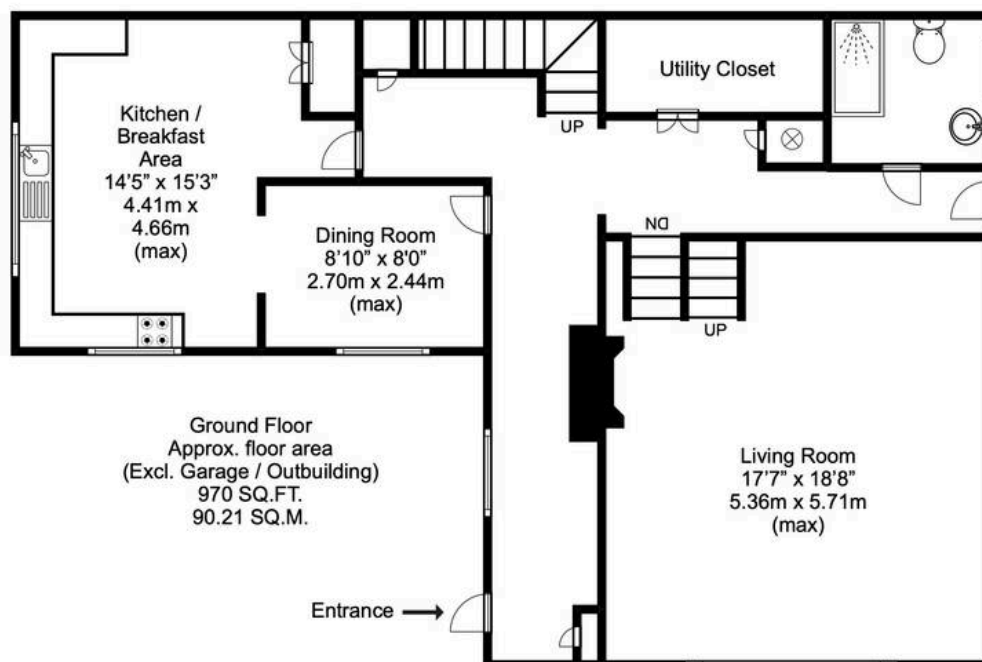 Kitchen /
Breakfast
Area
14'5" x 15'3"
4.41m x
4.66m
(max)
UP
Utility Closet
Dining Room
8'10" x 8'0"
2.70m x 2.44m
(max)
DN
UP
Ground Floor
Approx. floor area
(Excl. Garage / Outbuilding)
970 SQ.FT.
90.21 SQ.M.
Living Room
17'7" x 18'8"
5.36m x 5.71m
(max)
Entrance